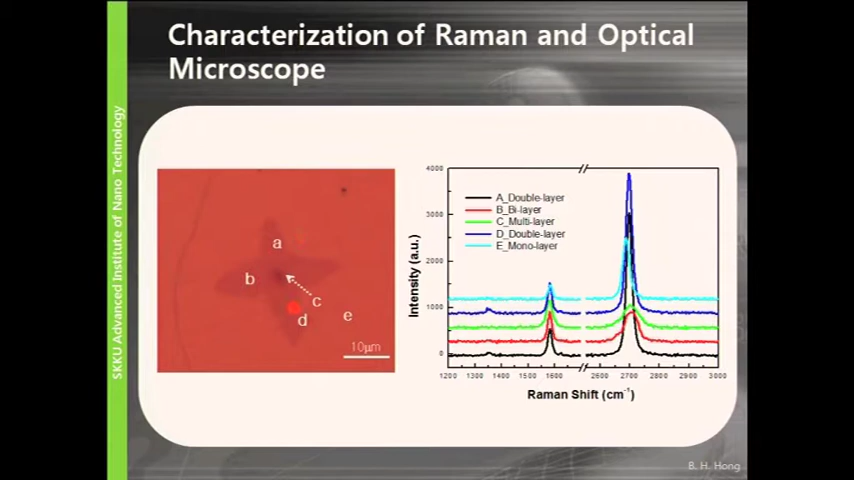 Characterization of Raman and Optical
Microscope
SKKU Advanced Institute of Nano Technology
a
b
c
d
e
10μm
4000
3000
2000
1000
0
Intensity (a.u.)
A_Double-layer
B_Bi-layer
C_Multi-layer
D_Double-layer
E_Mono-layer
1200 1300 1400 1500 1600 2600 2700 2800 2900 3000
Raman Shift (cm⁻¹)
B. H. Hong